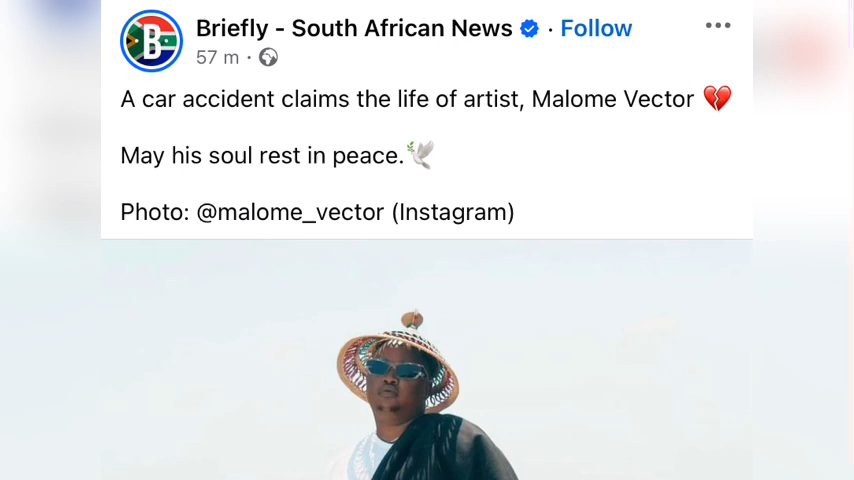 Briefly - South African News · Follow
57 m ·
A car accident claims the life of artist, Malome Vector 💔
May his soul rest in peace.🕊️
Photo: @malome_vector (Instagram)
B